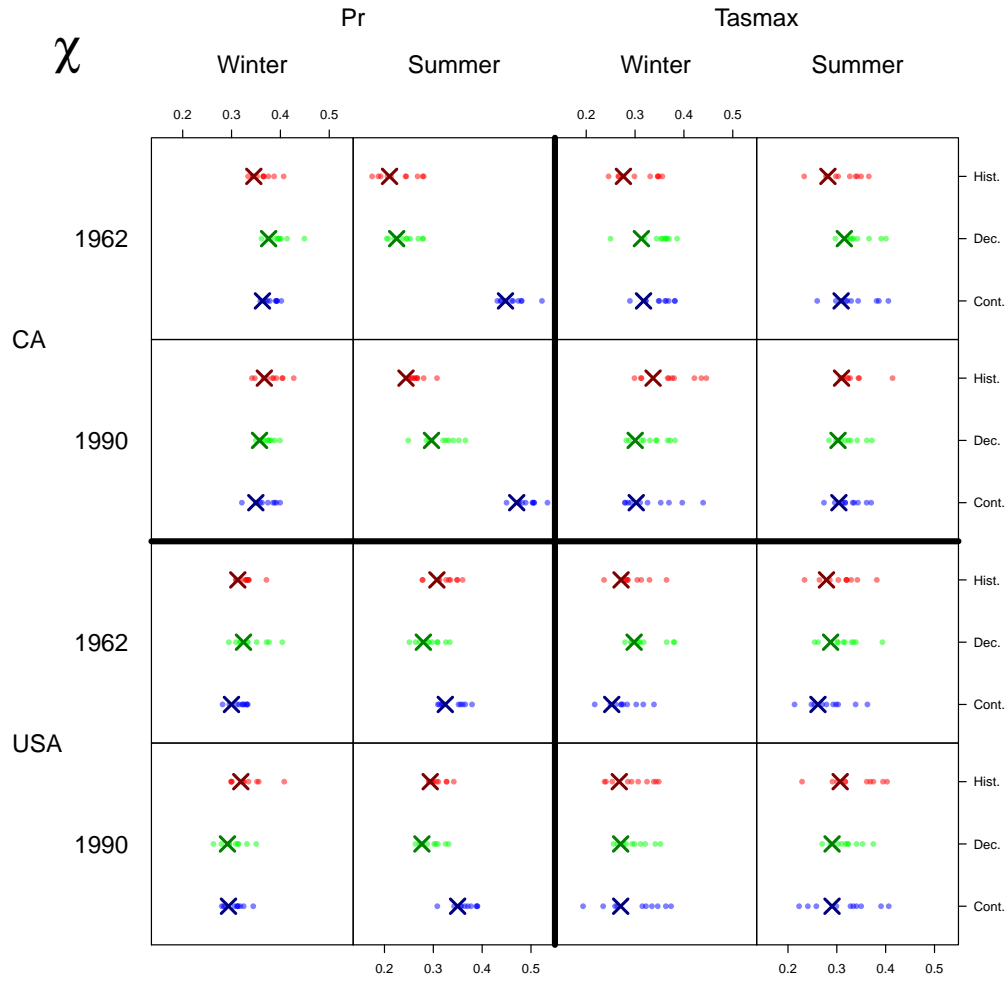 Pr Tasmax
χ
Winter Summer Winter Summer
0.2 0.3 0.4 0.5 0.2 0.3 0.4 0.5
Hist.
1962 Dec.
Cont.
CA
Hist.
1990 Dec.
Cont.
Hist.
1962 Dec.
Cont.
USA
Hist.
1990 Dec.
Cont.
0.2 0.3 0.4 0.5 0.2 0.3 0.4 0.5